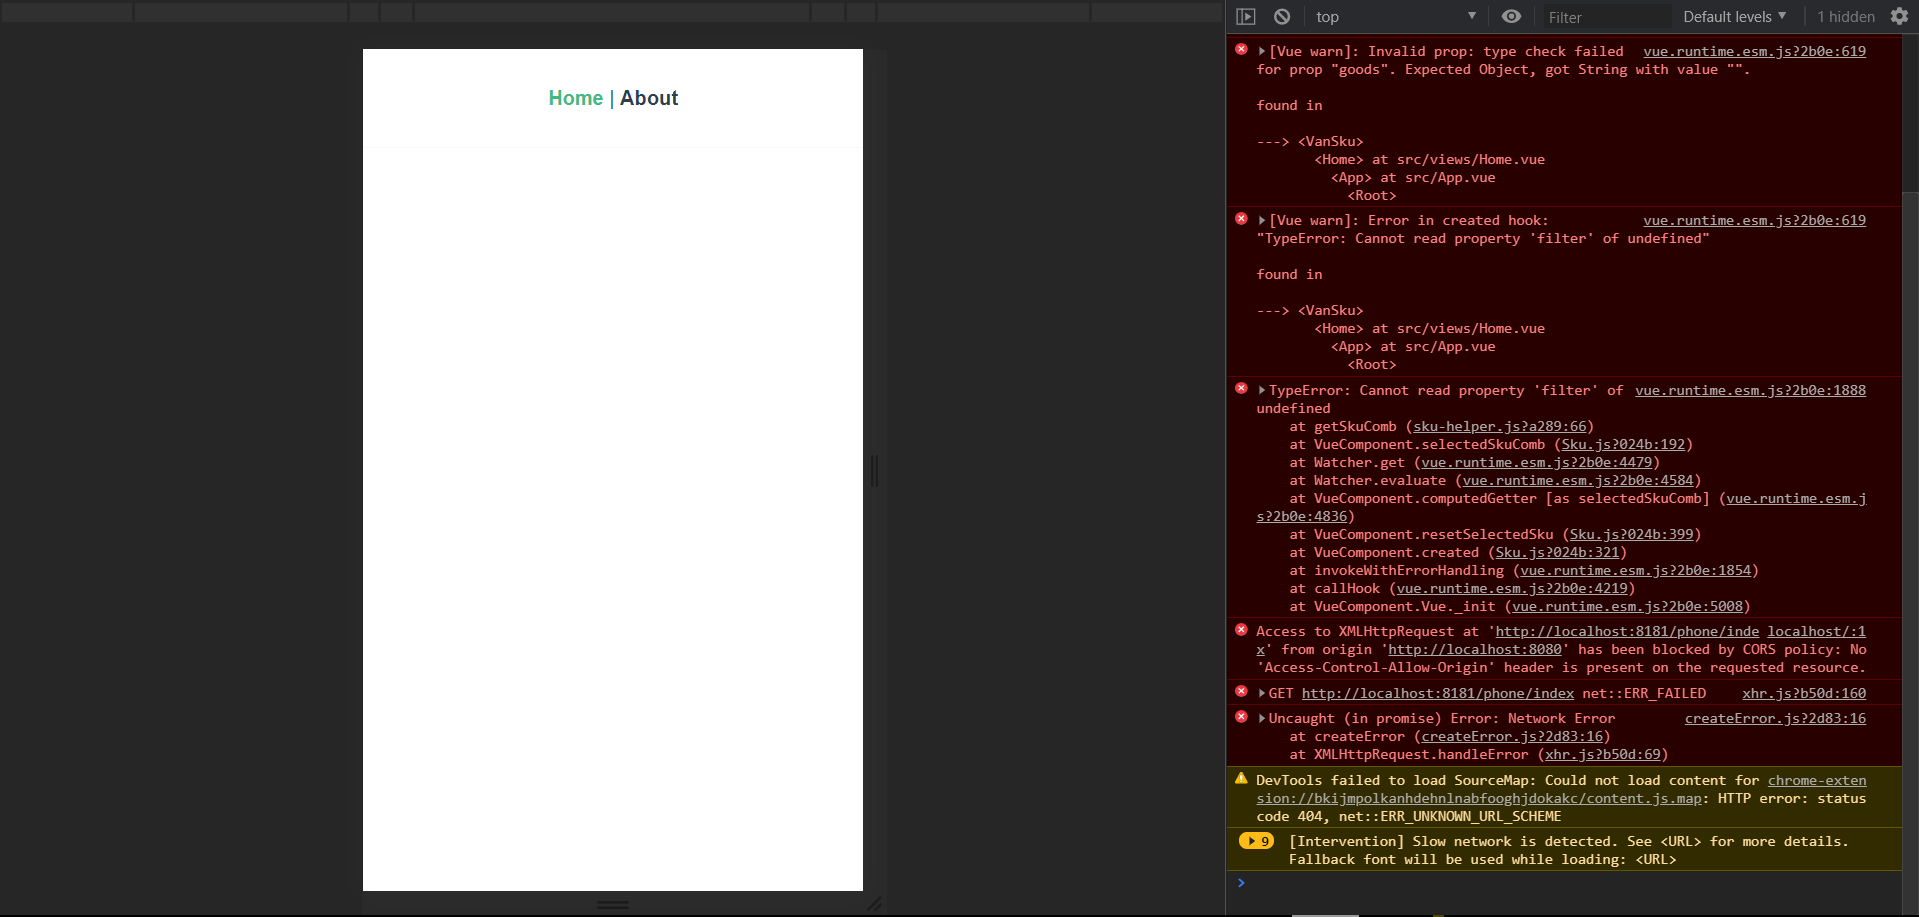 Home | About
top
Filter
Default levels
1 hidden
[Vue warn]: Invalid prop: type check failed vue.runtime.esm.js?2b0e:619
for prop "goods". Expected Object, got String with value "".
found in
---> <VanSku>
<Home> at src/views/Home.vue
<App> at src/App.vue
<Root>
[Vue warn]: Error in created hook: vue.runtime.esm.js?2b0e:619
"TypeError: Cannot read property 'filter' of undefined"
found in
---> <VanSku>
<Home> at src/views/Home.vue
<App> at src/App.vue
<Root>
TypeError: Cannot read property 'filter' of vue.runtime.esm.js?2b0e:1888
undefined
at getSkuComb (sku-helper.js?a289:66)
at VueComponent.selectedSkuComb (Sku.js?024b:192)
at Watcher.get (vue.runtime.esm.js?2b0e:4479)
at Watcher.evaluate (vue.runtime.esm.js?2b0e:4584)
at VueComponent.computedGetter [as selectedSkuComb] (vue.runtime.esm.j
s?2b0e:4836)
at VueComponent.resetSelectedSku (Sku.js?024b:399)
at VueComponent.created (Sku.js?024b:321)
at invokeWithErrorHandling (vue.runtime.esm.js?2b0e:1854)
at callHook (vue.runtime.esm.js?2b0e:4219)
at VueComponent.Vue._init (vue.runtime.esm.js?2b0e:5008)
Access to XMLHttpRequest at 'http://localhost:8181/phone/inde localhost/:1
x' from origin 'http://localhost:8080' has been blocked by CORS policy: No
'Access-Control-Allow-Origin' header is present on the requested resource.
GET http://localhost:8181/phone/index net::ERR_FAILED xhr.js?b50d:160
Uncaught (in promise) Error: Network Error createError.js?2d83:16
at createError (createError.js?2d83:16)
at XMLHttpRequest.handleError (xhr.js?b50d:69)
DevTools failed to load SourceMap: Could not load content for chrome-exten
sion://bkijmpolkanhdehnlnabfooghjdokakc/content.js.map: HTTP error: status
code 404, net::ERR_UNKNOWN_URL_SCHEME
9 [Intervention] Slow network is detected. See <URL> for more details.
Fallback font will be used while loading: <URL>